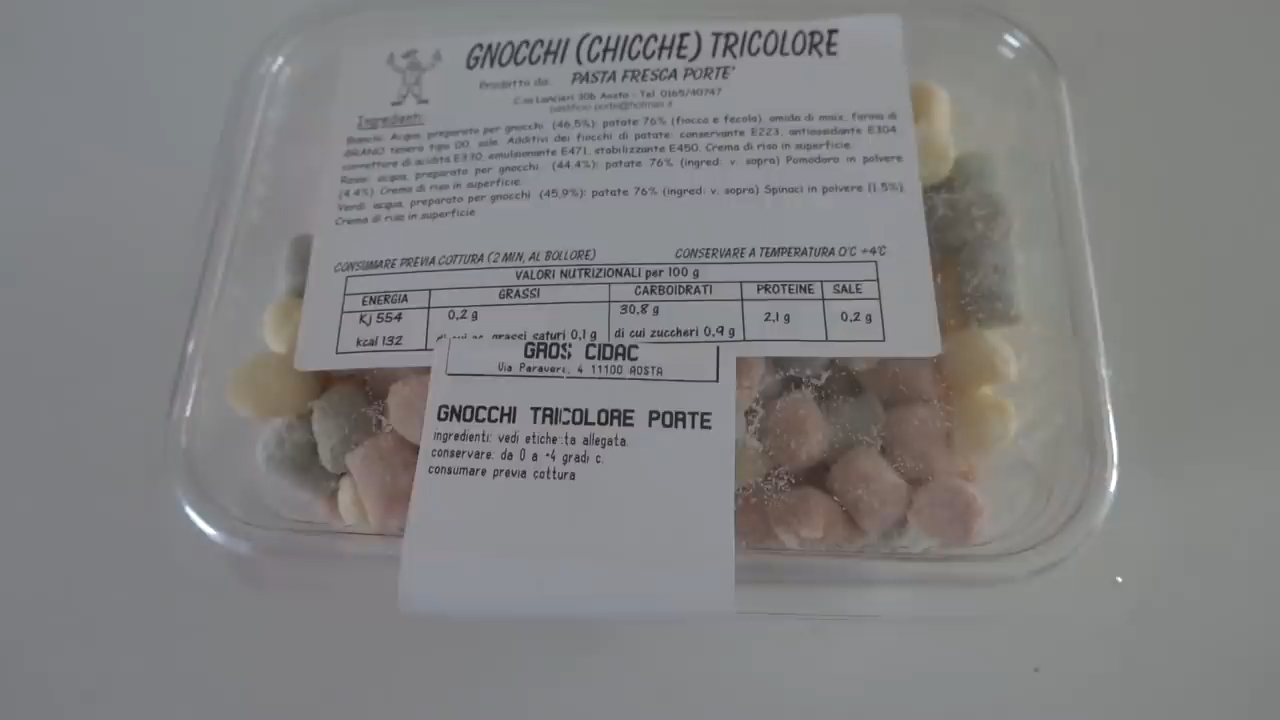 GNOCCHI (CHICCHE) TRICOLORE
Prodotto da: PASTA FRESCA PORTE'
C.so Lancieri 30b Aosta - Tel 0165/40747
Ingredienti:
Bianchi: Acqua, preparato per gnocchi (46,5%): patate 76% (fiocco e fecola), amido di mais, farina di
GRANO tenero tipo 00, sale. Additivi dei fiocchi di patate: conservante E223, antiossidante E304,
correttore di acidità E330, emulsionante E471, stabilizzante E450. Crema di riso in superficie.
Rossi: acqua, preparato per gnocchi (44,4%): patate 76% (ingred: v. sopra) Pomodoro in polvere
(4,4%) Crema di riso in superficie.
Verdi: acqua, preparato per gnocchi (45,9%): patate 76% (ingred: v. sopra) Spinaci in polvere (1,5%)
Crema di riso in superficie
CONSUMARE PREVIA COTTURA (2 MIN, AL BOLLORE) CONSERVARE A TEMPERATURA 0°C +4°C
VALORI NUTRIZIONALI per 100 g
ENERGIA GRASSI CARBOIDRATI PROTEINE SALE
Kj 554 0,2 g 30,8 g 2,1 g 0,2 g
kcal 132 grassi saturi 0,1 g di cui zuccheri 0,9 g
GROS CIDAC
Via Paravera, 4 11100 AOSTA
GNOCCHI TRICOLORE PORTE
ingredienti: vedi etichetta allegata.
conservare: da 0 a +4 gradi c.
consumare previa cottura